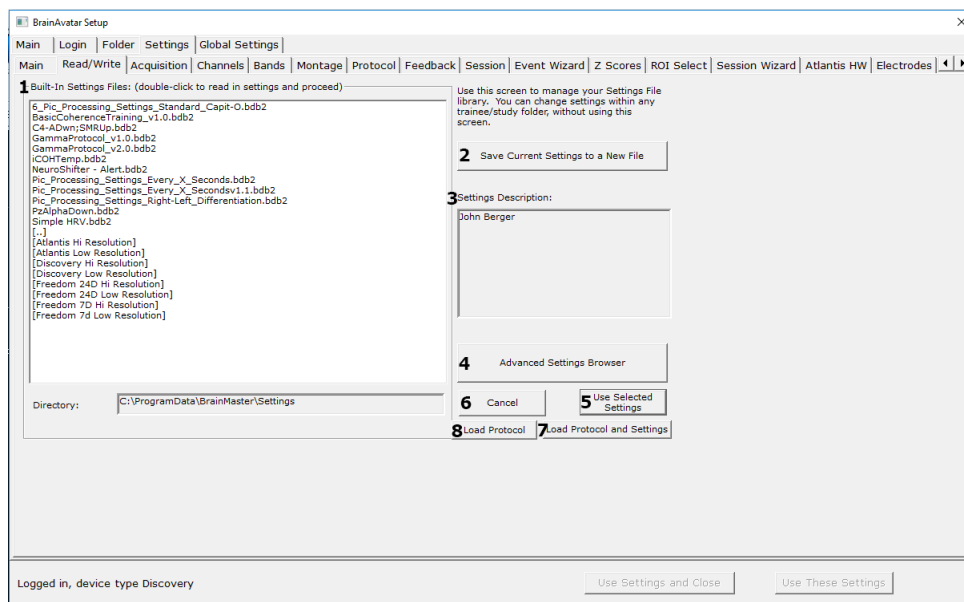 BrainAvatar Setup
Main Login Folder Settings Global Settings
Main Read/Write Acquisition Channels Bands Montage Protocol Feedback Session Event Wizard Z Scores ROI Select Session Wizard Atlantis HW Electrodes
1 Built-In Settings Files: (double-click to read in settings and proceed)
6_Pic_Processing_Settings_Standard_Capit-O.bdb2
BasicCoherenceTraining_v1.0.bdb2
C4-ADwn;SMRUp.bdb2
GammaProtocol_v1.0.bdb2
GammaProtocol_v2.0.bdb2
iCOHTemp.bdb2
NeuroShifter - Alert.bdb2
Pic_Processing_Settings_Every_X_Seconds.bdb2
Pic_Processing_Settings_Every_X_Secondsv1.1.bdb2
Pic_Processing_Settings_Right-Left_Differentiation.bdb2
PzAlphaDown.bdb2
Simple HRV.bdb2
[..]
[Atlantis Hi Resolution]
[Atlantis Low Resolution]
[Discovery Hi Resolution]
[Discovery Low Resolution]
[Freedom 24D Hi Resolution]
[Freedom 24D Low Resolution]
[Freedom 7D Hi Resolution]
[Freedom 7d Low Resolution]
Directory: C:\ProgramData\BrainMaster\Settings
Use this screen to manage your Settings File
library. You can change settings within any
trainee/study folder, without using this
screen.
2 Save Current Settings to a New File
3 Settings Description:
John Berger
4 Advanced Settings Browser
6 Cancel
5 Use Selected
Settings
8 Load Protocol
7 Load Protocol and Settings
Logged in, device type Discovery
Use Settings and Close
Use These Settings